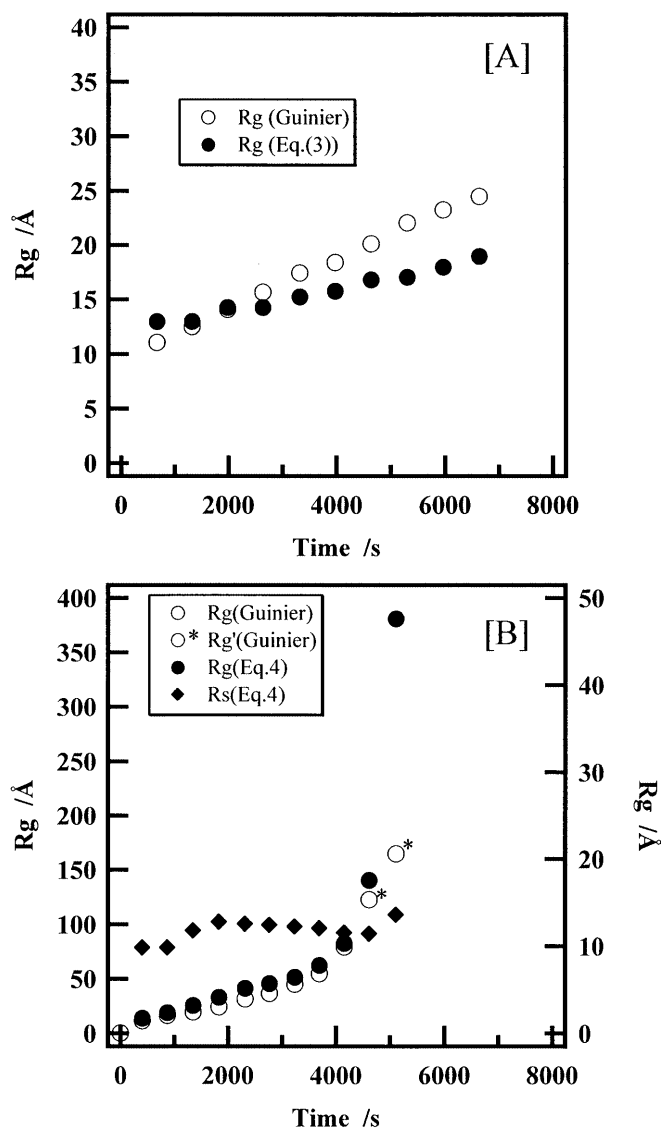 [A]
Rg (Guinier)
Rg (Eq.(3))
Rg /Å
40
35
30
25
20
15
10
5
0
0 2000 4000 6000 8000
Time /s
[B]
Rg(Guinier)
* Rg'(Guinier)
Rg(Eq.4)
Rs(Eq.4)
Rg /Å
400
350
300
250
200
150
100
50
0
50
40
30
20
10
0
Rg /Å
*
*
0 2000 4000 6000 8000
Time /s